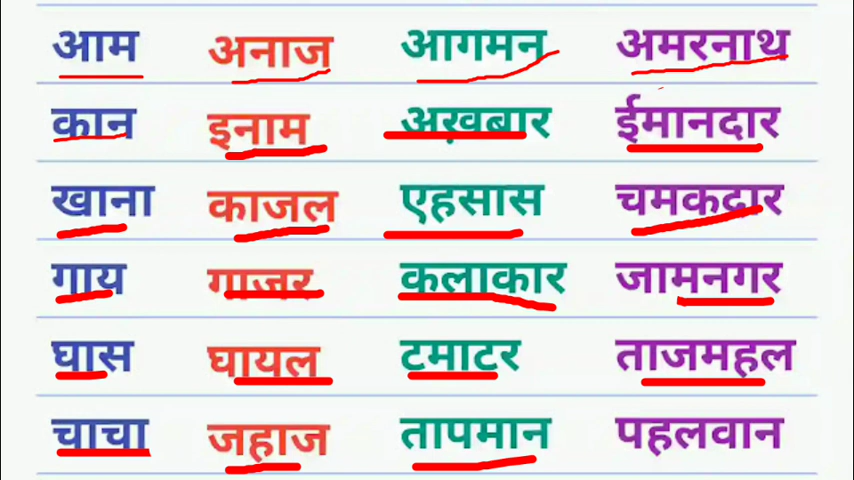 आम अनाज आगमन अमरनाथ
कान इनाम अख़बार ईमानदार
खाना काजल एहसास चमकदार
गाय गाजर कलाकार जामनगर
घास घायल टमाटर ताजमहल
चाचा जहाज तापमान पहलवान